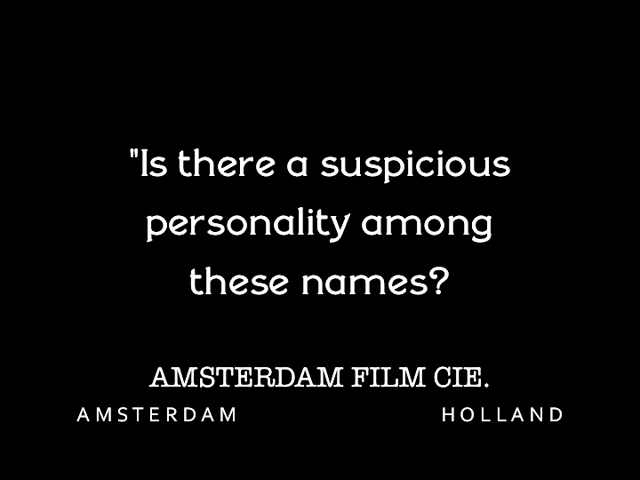 "Is there a suspicious
personality among
these names?
AMSTERDAM FILM CIE.
AMSTERDAM HOLLAND